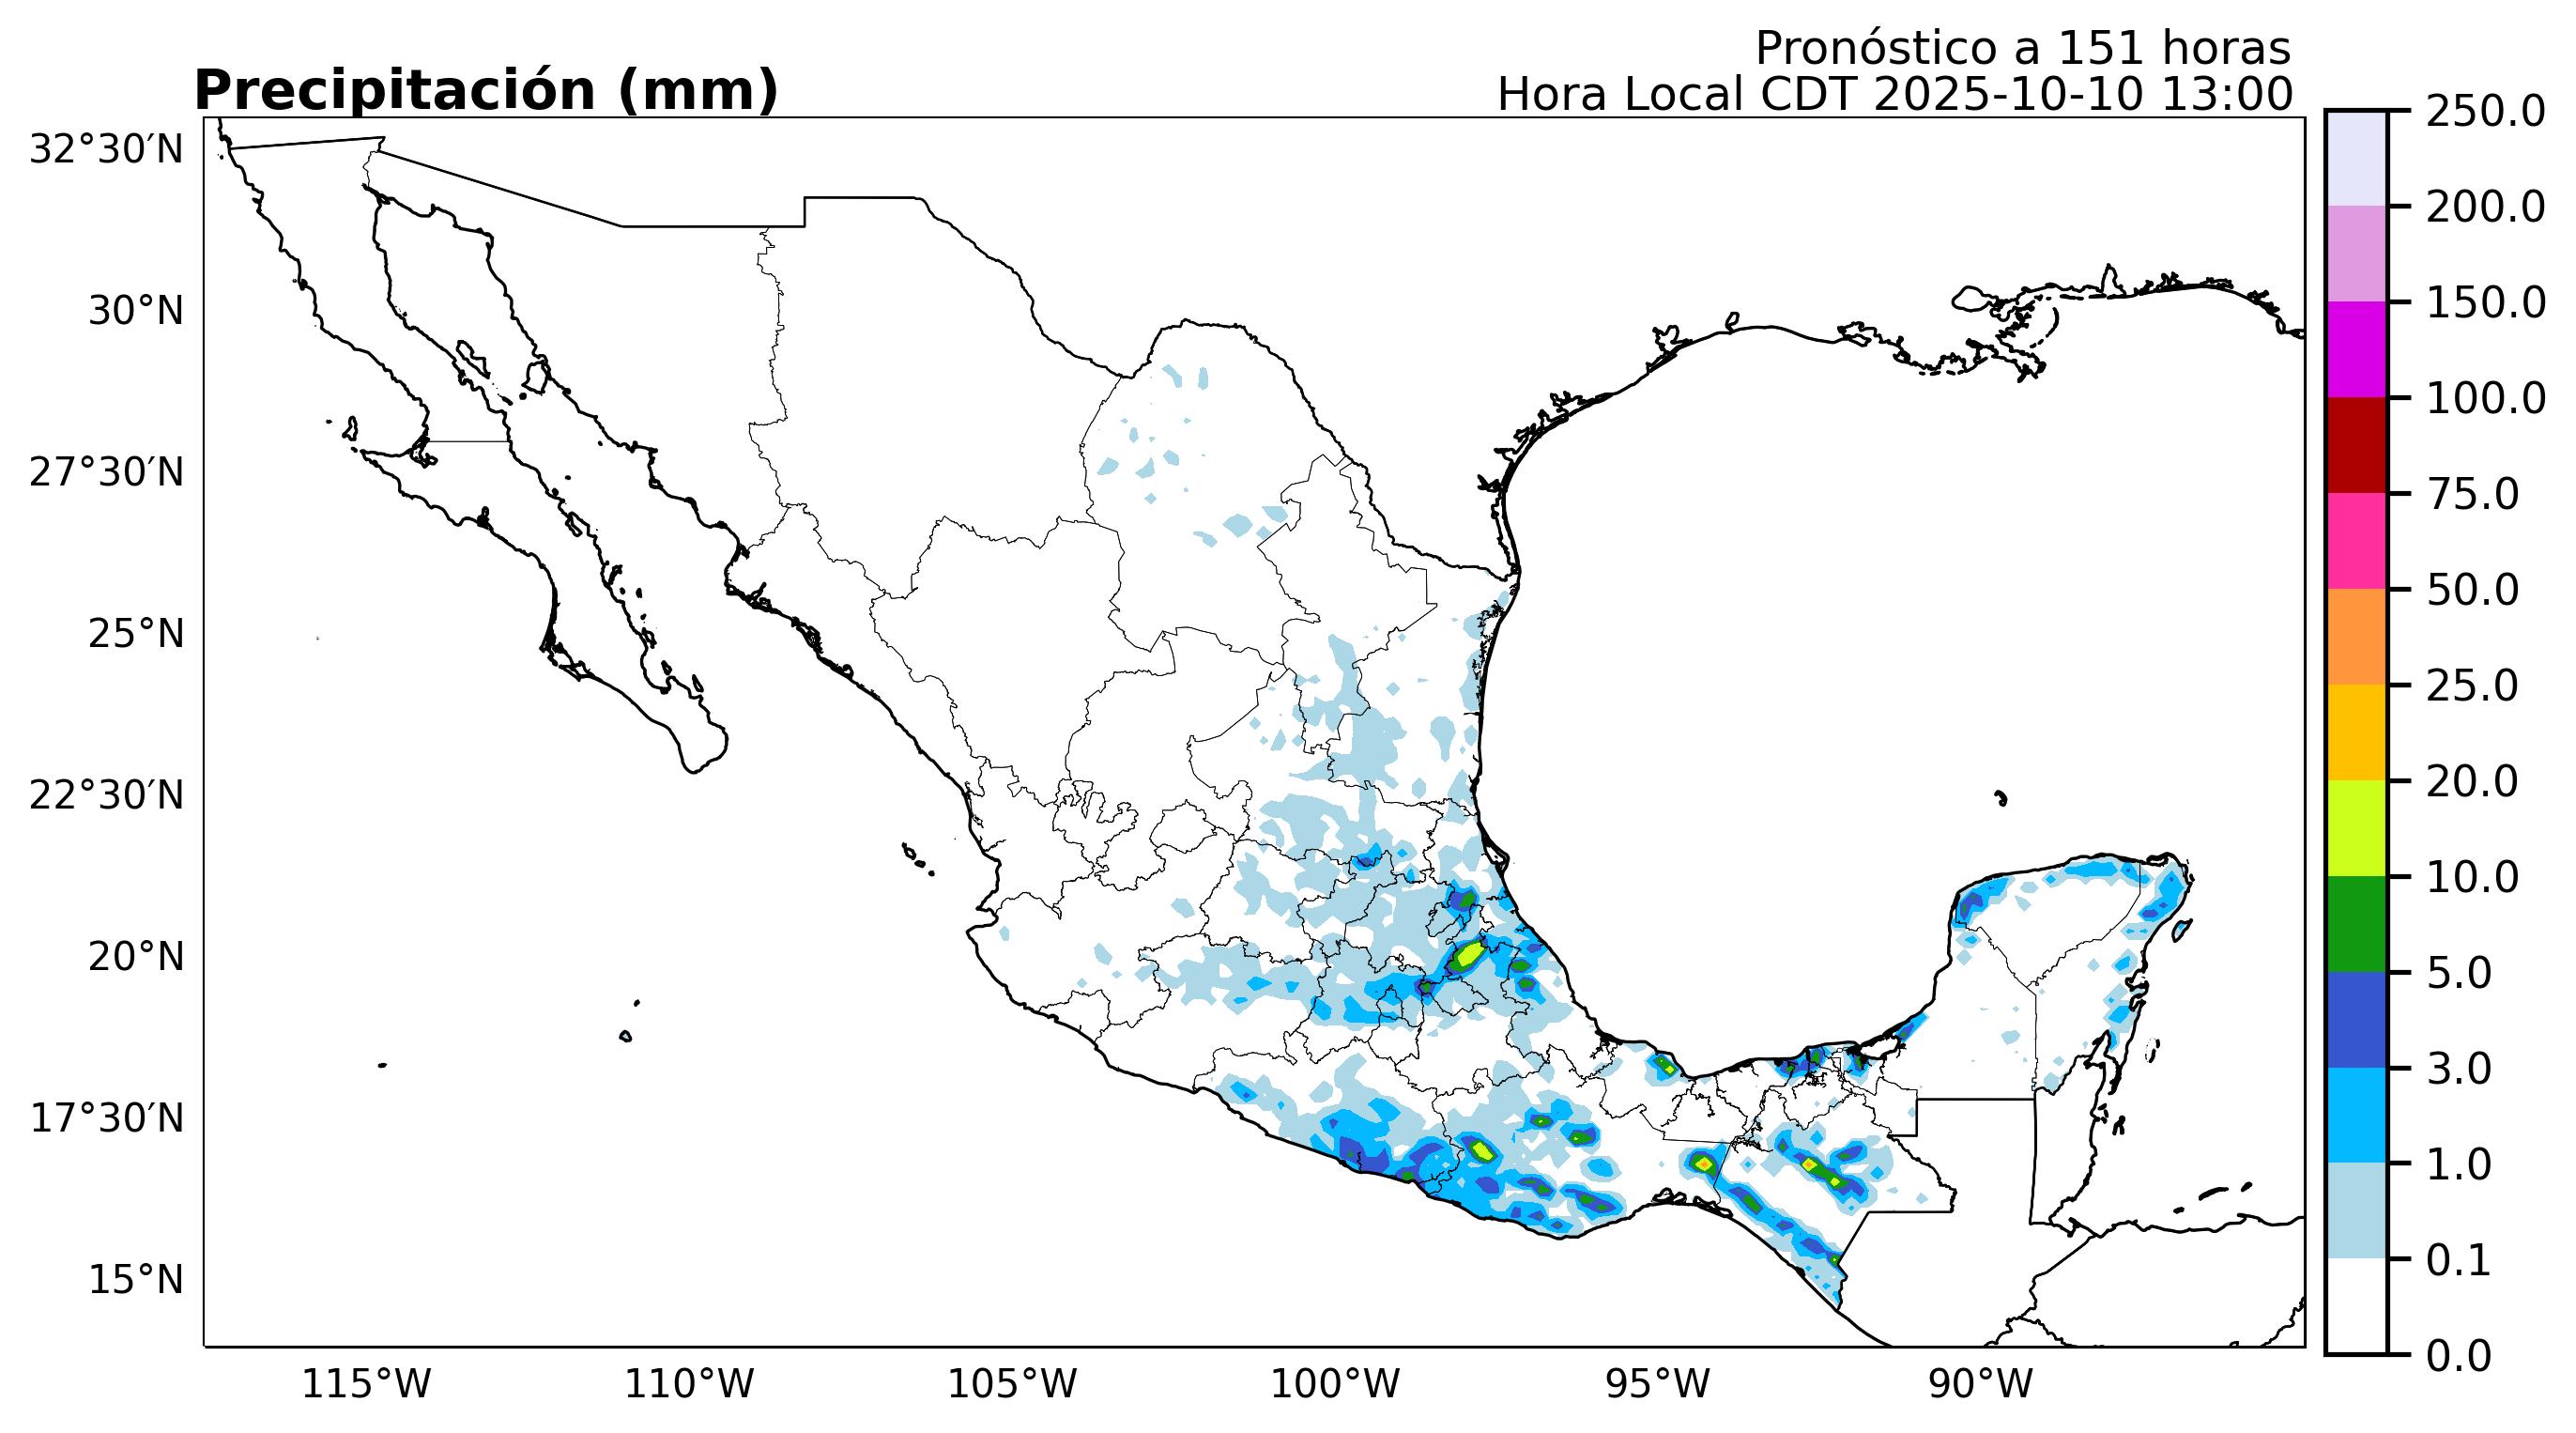 Pronóstico a 151 horas
Precipitación (mm)
Hora Local CDT 2025-10-10 13:00
32°30′N
30°N
27°30′N
25°N
22°30′N
20°N
17°30′N
15°N
115°W
110°W
105°W
100°W
95°W
90°W
250.0
200.0
150.0
100.0
75.0
50.0
25.0
20.0
10.0
5.0
3.0
1.0
0.1
0.0